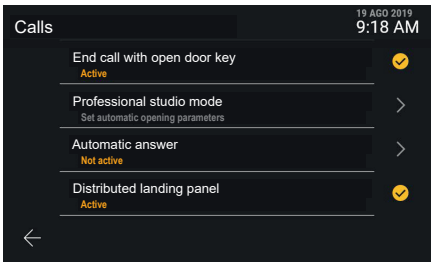 19 AGO 2019
Calls
9:18 AM
End call with open door key
Active
Professional studio mode
Set automatic opening parameters
Automatic answer
Not active
Distributed landing panel
Active